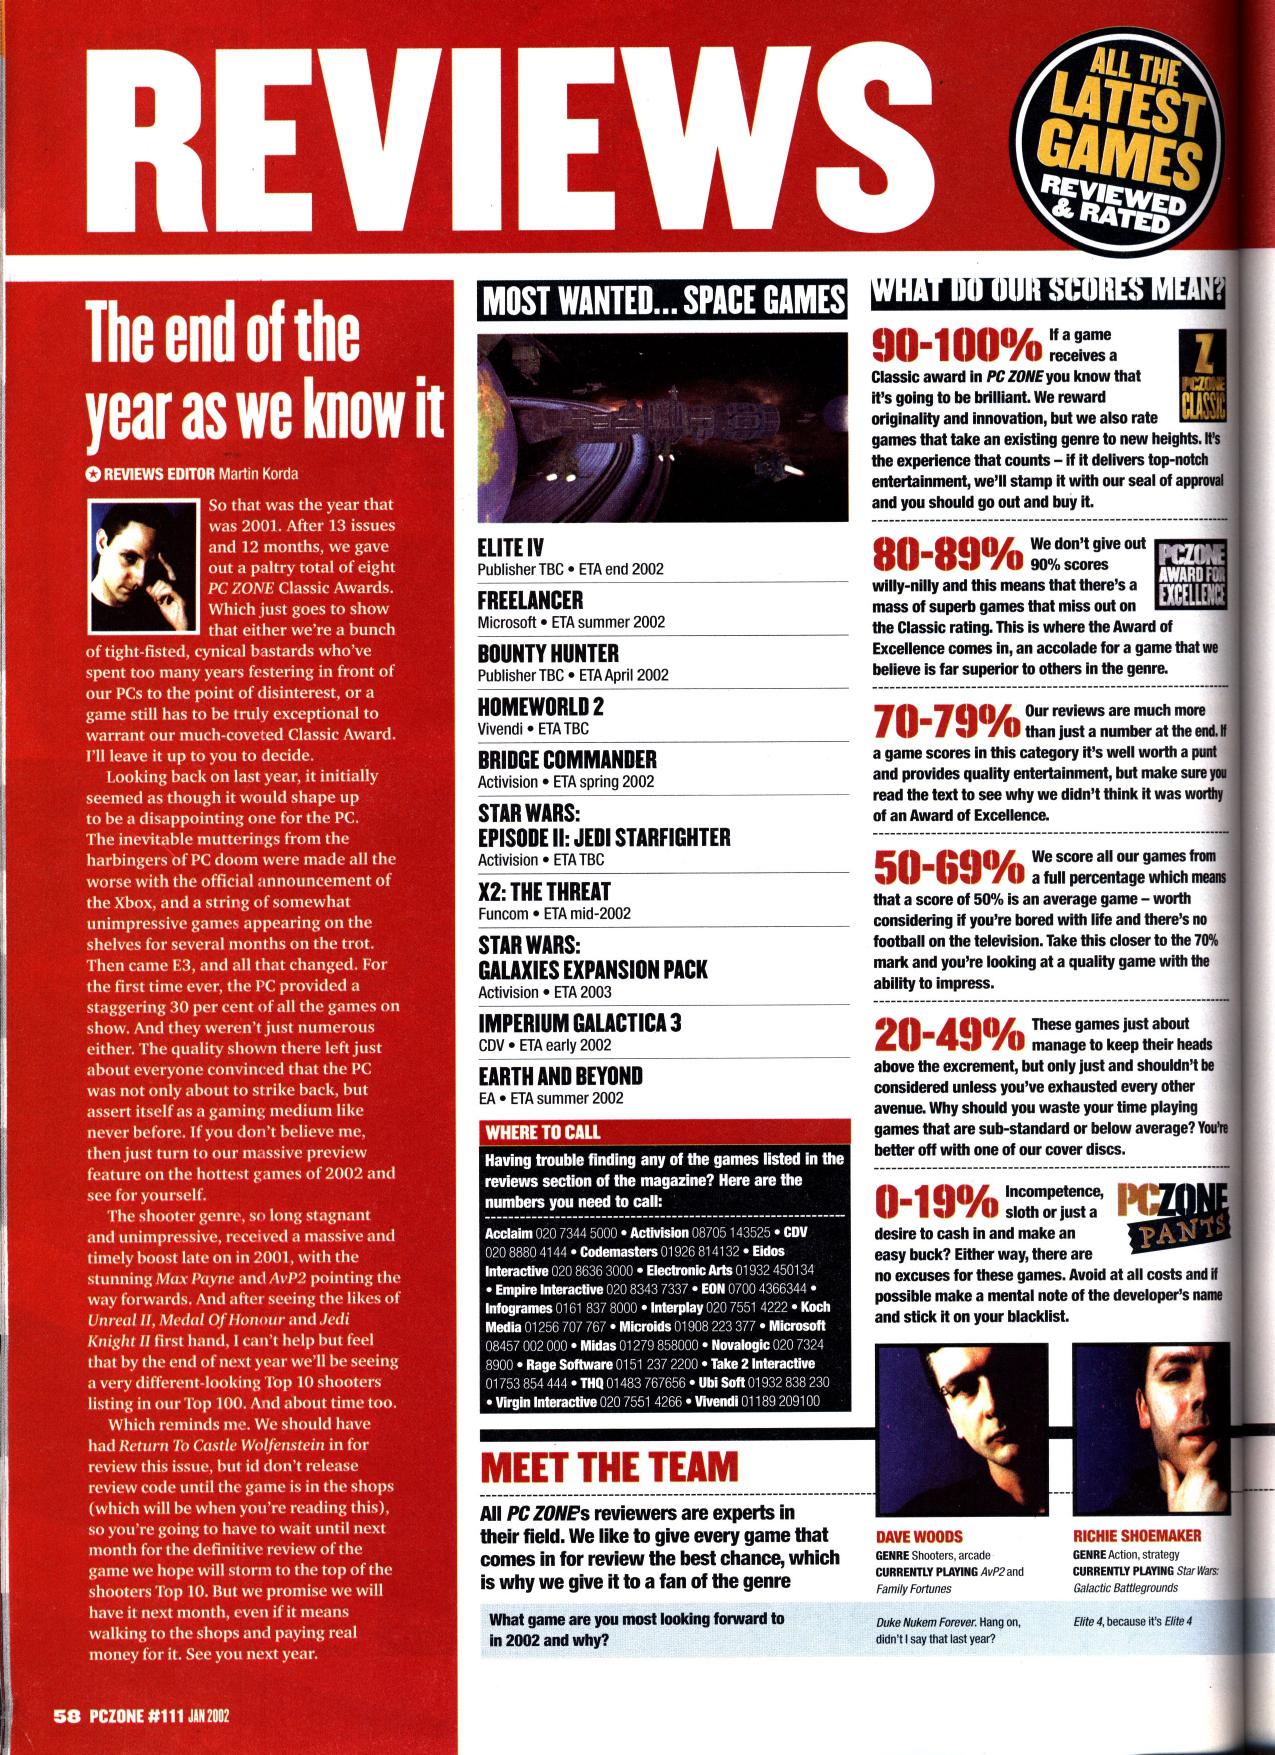 REVIEWS
ALL THE
LATEST
GAMES
REVIEWED
& RATED
The end of the
year as we know it
REVIEWS EDITOR Martin Korda
So that was the year that
was 2001. After 13 issues
and 12 months, we gave
out a paltry total of eight
PC ZONE Classic Awards.
Which just goes to show
that either we're a bunch
of tight-fisted, cynical bastards who've
spent too many years festering in front of
our PCs to the point of disinterest, or a
game still has to be truly exceptional to
warrant our much-coveted Classic Award.
I'll leave it up to you to decide.
Looking back on last year, it initially
seemed as though it would shape up
to be a disappointing one for the PC.
The inevitable mutterings from the
harbingers of PC doom were made all the
worse with the official announcement of
the Xbox, and a string of somewhat
unimpressive games appearing on the
shelves for several months on the trot.
Then came E3, and all that changed. For
the first time ever, the PC provided a
staggering 30 per cent of all the games on
show. And they weren't just numerous
either. The quality shown there left just
about everyone convinced that the PC
was not only about to strike back, but
assert itself as a gaming medium like
never before. If you don't believe me,
then just turn to our massive preview
feature on the hottest games of 2002 and
see for yourself.
The shooter genre, so long stagnant
and unimpressive, received a massive and
timely boost late on in 2001, with the
stunning Max Payne and AvP2 pointing the
way forwards. And after seeing the likes of
Unreal II, Medal Of Honour and Jedi
Knight II first hand, I can't help but feel
that by the end of next year we'll be seeing
a very different-looking Top 10 shooters
listing in our Top 100. And about time too.
Which reminds me. We should have
had Return To Castle Wolfenstein in for
review this issue, but id don't release
review code until the game is in the shops
(which will be when you're reading this),
so you're going to have to wait until next
month for the definitive review of the
game we hope will storm to the top of the
shooters Top 10. But we promise we will
have it next month, even if it means
walking to the shops and paying real
money for it. See you next year.
MOST WANTED... SPACE GAMES
ELITE IV
Publisher TBC • ETA end 2002
FREELANCER
Microsoft • ETA summer 2002
BOUNTY HUNTER
Publisher TBC • ETA April 2002
HOMEWORLD 2
Vivendi • ETA TBC
BRIDGE COMMANDER
Activision • ETA spring 2002
STAR WARS:
EPISODE II: JEDI STARFIGHTER
Activision • ETA TBC
X2: THE THREAT
Funcom • ETA mid-2002
STAR WARS:
GALAXIES EXPANSION PACK
Activision • ETA 2003
IMPERIUM GALACTICA 3
CDV • ETA early 2002
EARTH AND BEYOND
EA • ETA summer 2002
WHERE TO CALL
Having trouble finding any of the games listed in the
reviews section of the magazine? Here are the
numbers you need to call:
Acclaim 020 7344 5000 • Activision 08705 143525 • CDV
020 8880 4144 • Codemasters 01926 814132 • Eidos
Interactive 020 8636 3000 • Electronic Arts 01932 450134
• Empire Interactive 020 8343 7337 • EON 0700 4366344 •
Infogrames 0161 837 8000 • Interplay 020 7551 4222 • Koch
Media 01256 707 767 • Microids 01908 223 377 • Microsoft
08457 002 000 • Midas 01279 858000 • Novalogic 020 7324
8900 • Rage Software 0151 237 2200 • Take 2 Interactive
01753 854 444 • THQ 01483 767656 • Ubi Soft 01932 838 230
• Virgin Interactive 020 7551 4266 • Vivendi 01189 209100
WHAT DO OUR SCORES MEAN?
90-100% If a game
receives a
Classic award in PC ZONE you know that
it's going to be brilliant. We reward
originality and innovation, but we also rate
games that take an existing genre to new heights. It's
the experience that counts – if it delivers top-notch
entertainment, we'll stamp it with our seal of approval
and you should go out and buy it.
Z
PCZONE
CLASSIC
80-89% We don't give out
90% scores
willy-nilly and this means that there's a
mass of superb games that miss out on
the Classic rating. This is where the Award of
Excellence comes in, an accolade for a game that we
believe is far superior to others in the genre.
PCZONE
AWARD FOR
EXCELLENCE
70-79% Our reviews are much more
than just a number at the end. If
a game scores in this category it's well worth a punt
and provides quality entertainment, but make sure you
read the text to see why we didn't think it was worthy
of an Award of Excellence.
50-69% We score all our games from
a full percentage which means
that a score of 50% is an average game – worth
considering if you're bored with life and there's no
football on the television. Take this closer to the 70%
mark and you're looking at a quality game with the
ability to impress.
20-49% These games just about
manage to keep their heads
above the excrement, but only just and shouldn't be
considered unless you've exhausted every other
avenue. Why should you waste your time playing
games that are sub-standard or below average? You're
better off with one of our cover discs.
0-19% Incompetence,
sloth or just a
desire to cash in and make an
easy buck? Either way, there are
no excuses for these games. Avoid at all costs and if
possible make a mental note of the developer's name
and stick it on your blacklist.
PCZONE
PANTS
MEET THE TEAM
All PC ZONE's reviewers are experts in
their field. We like to give every game that
comes in for review the best chance, which
is why we give it to a fan of the genre
What game are you most looking forward to
in 2002 and why?
DAVE WOODS
GENRE Shooters, arcade
CURRENTLY PLAYING AvP2 and
Family Fortunes
Duke Nukem Forever. Hang on,
didn't I say that last year?
RICHIE SHOEMAKER
GENRE Action, strategy
CURRENTLY PLAYING Star Wars:
Galactic Battlegrounds
Elite 4, because it's Elite 4
58 PCZONE #111 JAN 2002